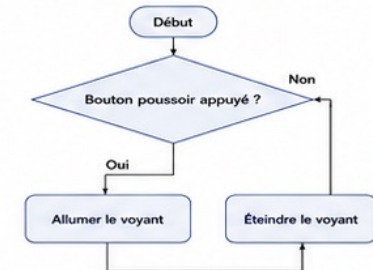 Début
Non
Bouton poussoir appuyé ?
Oui
Allumer le voyant
Éteindre le voyant